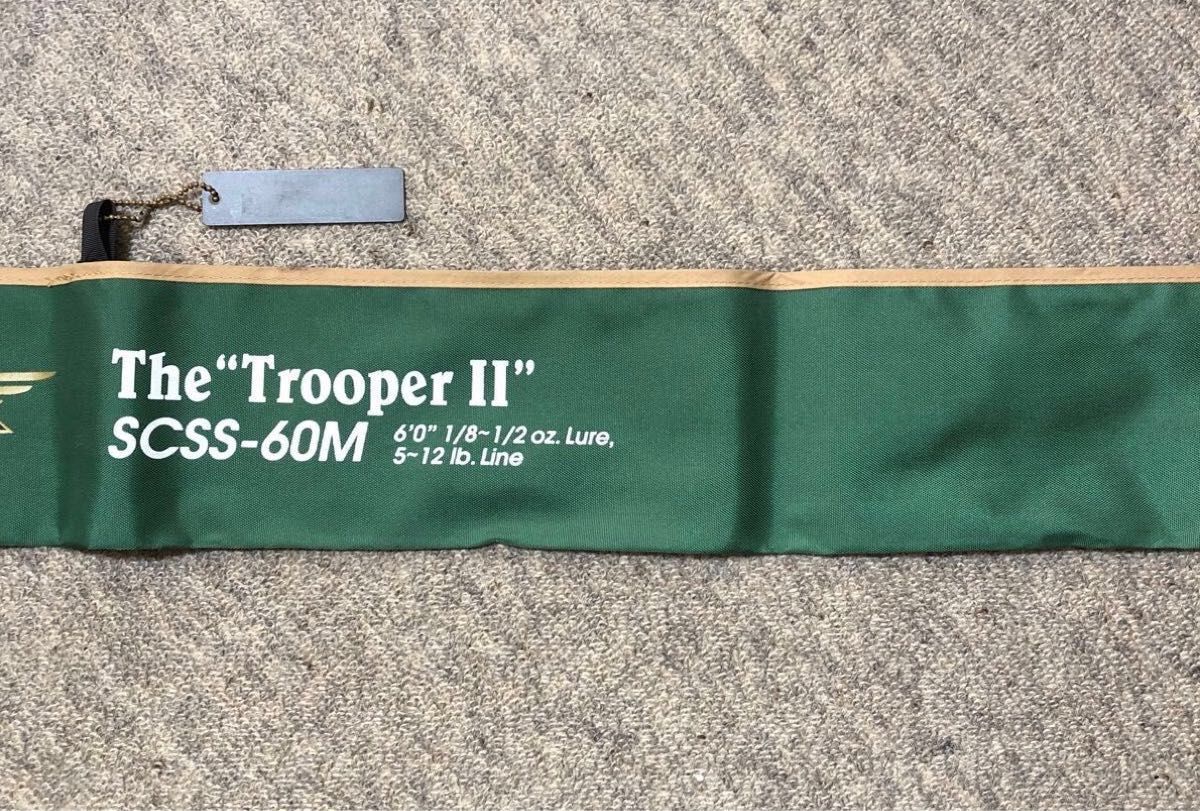 The “Trooper II”
SCSS-60M
6’0” 1/8~1/2 oz. Lure,
5~12 lb. Line